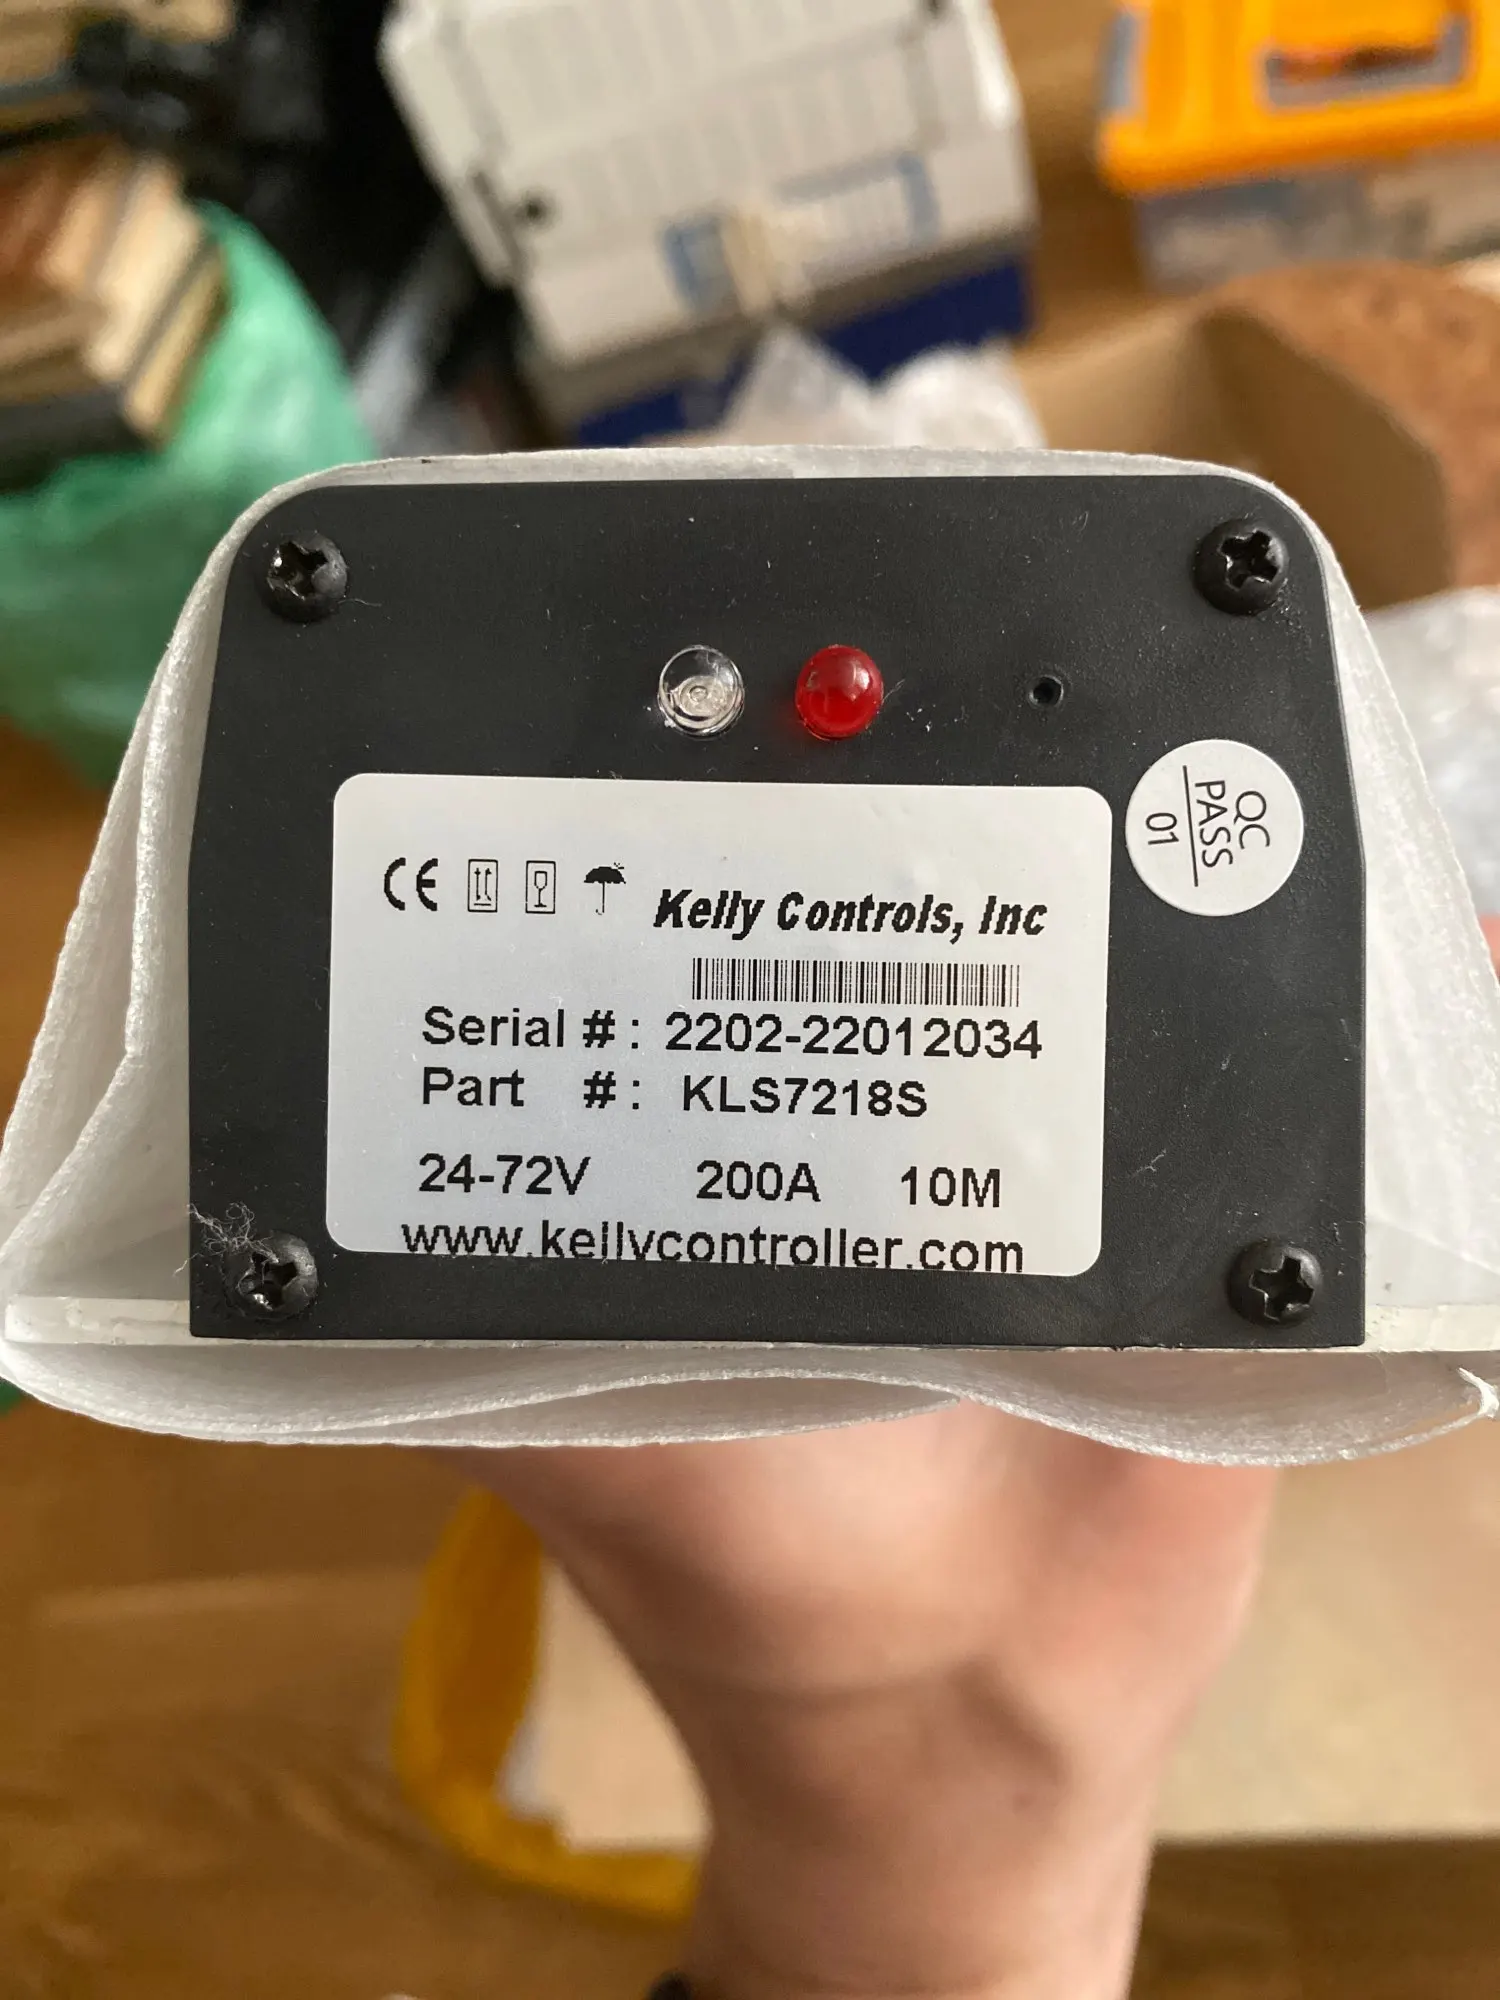 QC
PASS
01
CE
Kelly Controls, Inc
Serial # : 2202-22012034
Part # : KLS7218S
24-72V 200A 10M
www.kellycontroller.com